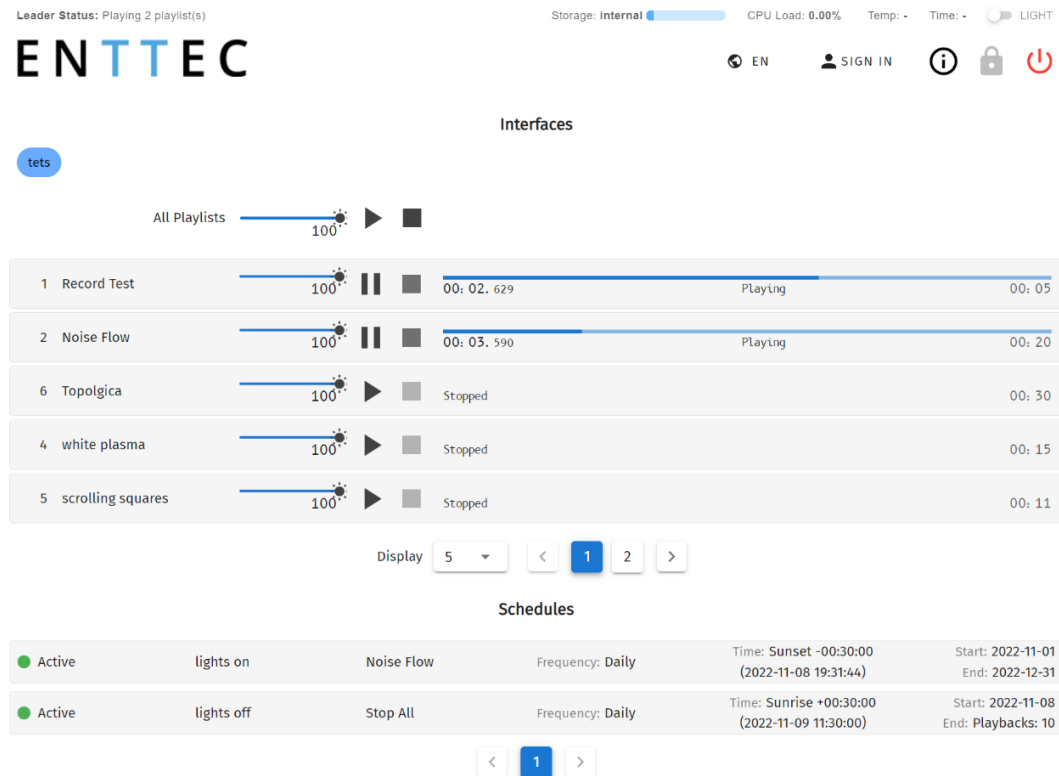 Leader Status: Playing 2 playlist(s) Storage: internal CPU Load: 0.00% Temp: - Time: - LIGHT
ENTTEC
EN SIGN IN
Interfaces
tets
All Playlists 100
1 Record Test 100 00: 02. 629 Playing 00: 05
2 Noise Flow 100 00: 03. 590 Playing 00: 20
6 Topolgica 100 Stopped 00: 30
4 white plasma 100 Stopped 00: 15
5 scrolling squares 100 Stopped 00: 11
Display 5 < 1 2 >
Schedules
Active lights on Noise Flow Frequency: Daily Time: Sunset -00:30:00 Start: 2022-11-01
(2022-11-08 19:31:44) End: 2022-12-31
Active lights off Stop All Frequency: Daily Time: Sunrise +00:30:00 Start: 2022-11-08
(2022-11-09 11:30:00) End: Playbacks: 10
< 1 >